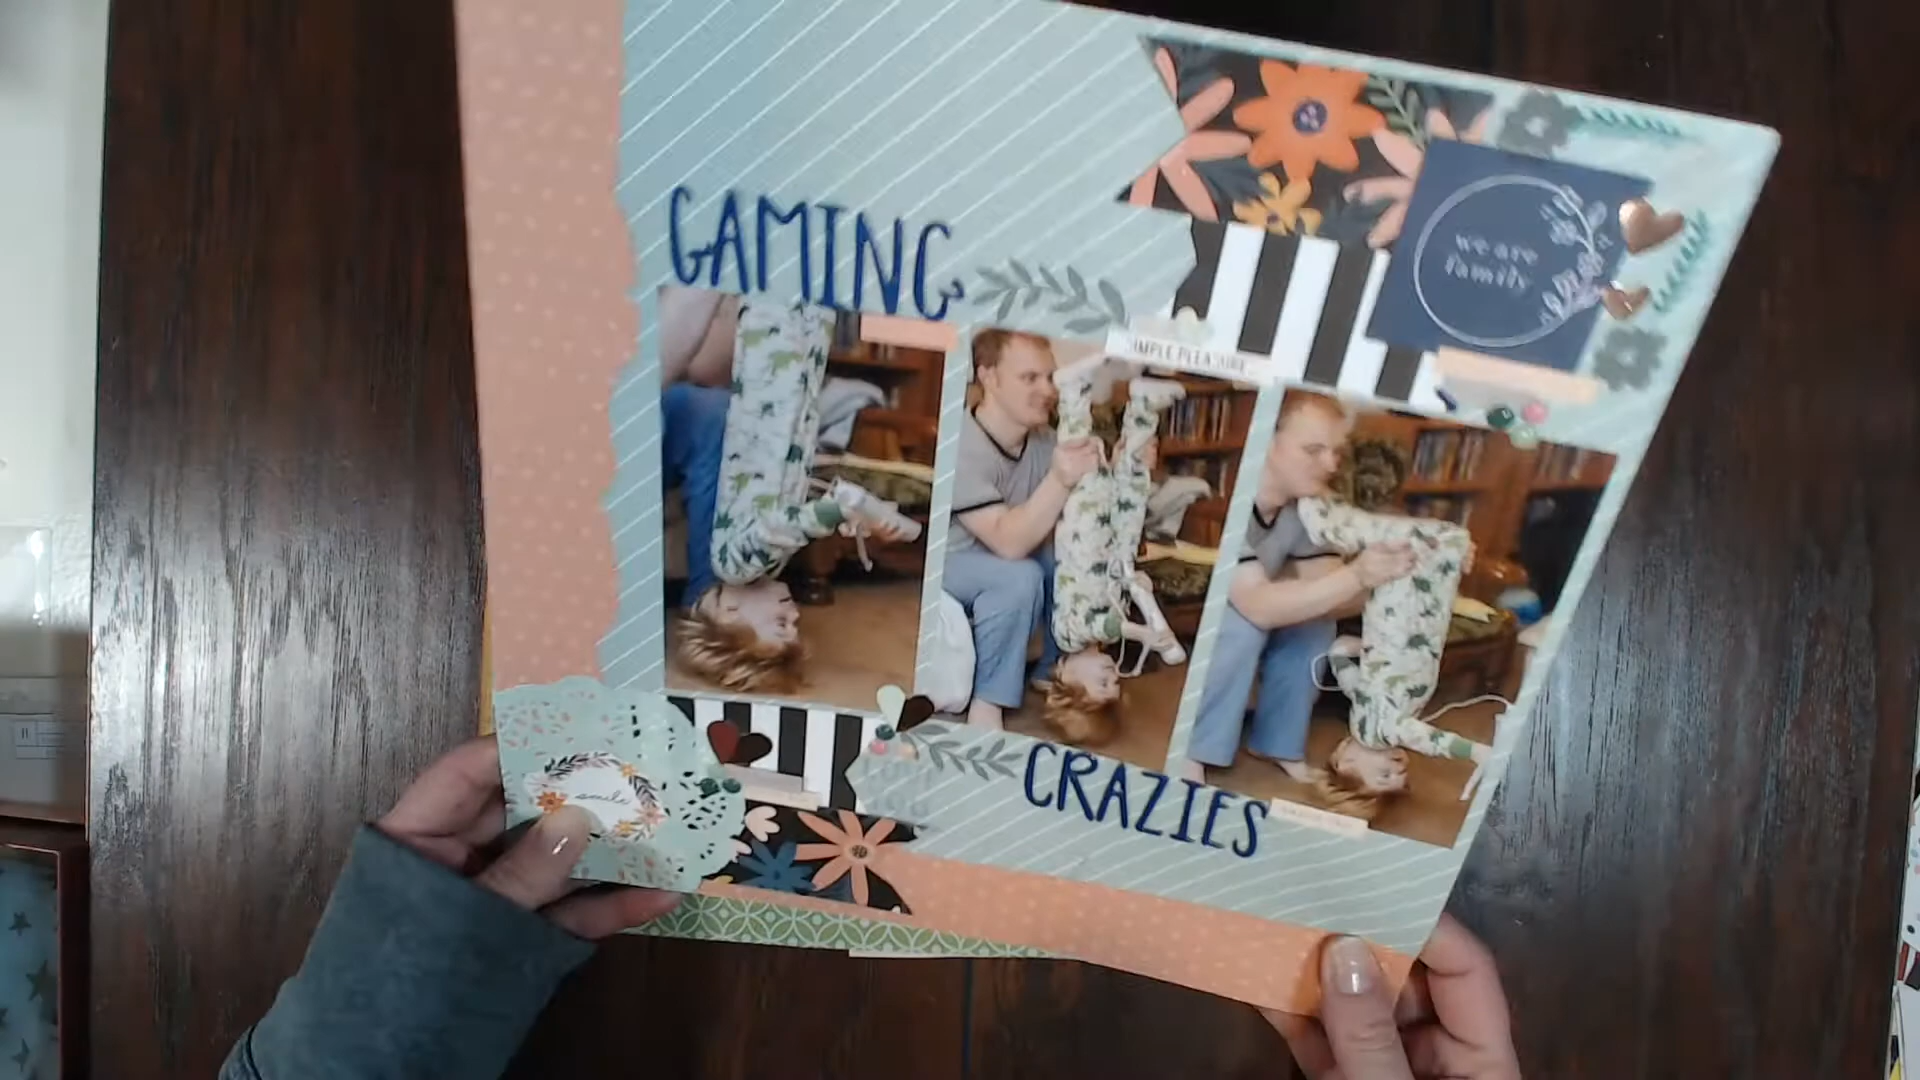 GAMING
we are
family
SIMPLE PLEASURE
CRAZIES
smile